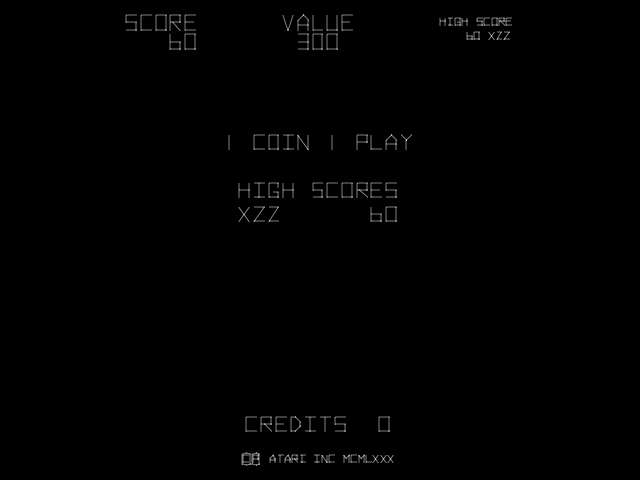 SCORE VALUE HIGH SCORE
60 300 60 XZZ
1 COIN 1 PLAY
HIGH SCORES
XZZ 60
CREDITS 0
ATARI INC MCMLXXX